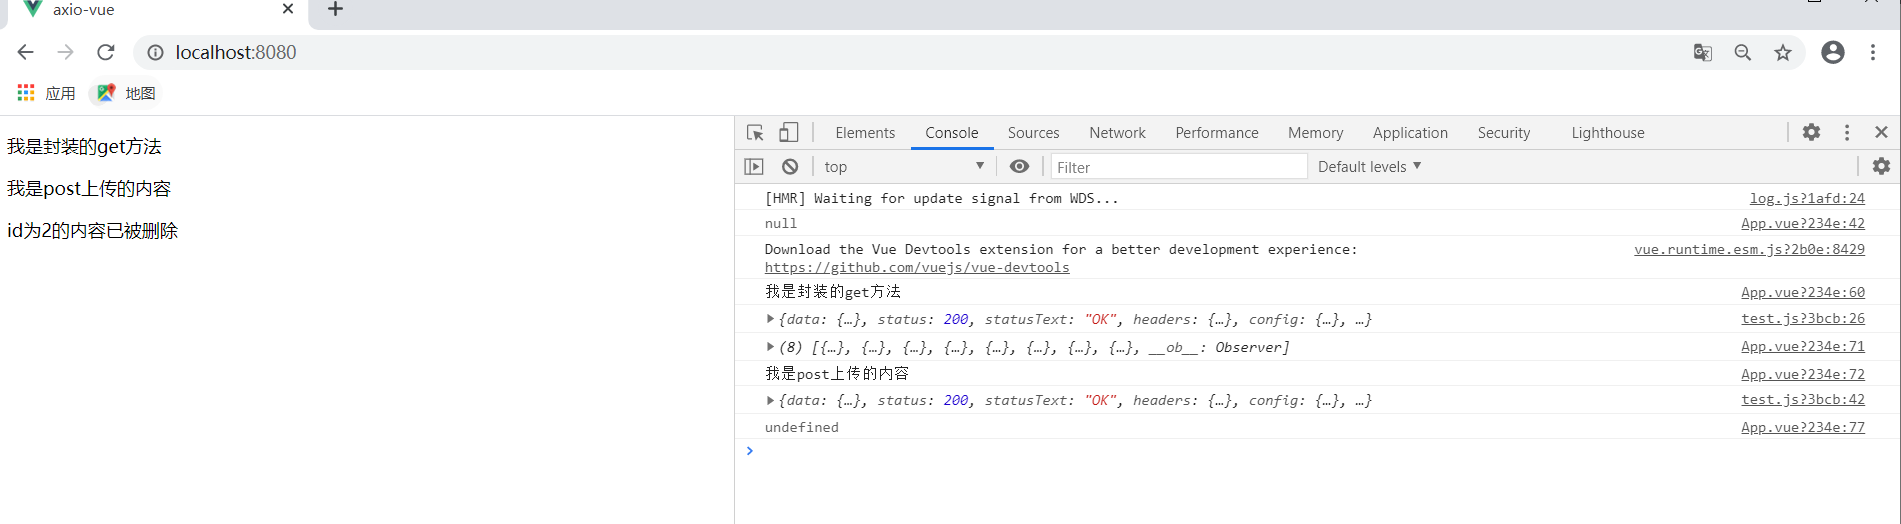 axio-vue
localhost:8080
应用 地图
我是封装的get方法
我是post上传的内容
id为2的内容已被删除
Elements Console Sources Network Performance Memory Application Security Lighthouse
top Filter Default levels
[HMR] Waiting for update signal from WDS... log.js?1afd:24
null App.vue?234e:42
Download the Vue Devtools extension for a better development experience: vue.runtime.esm.js?2b0e:8429
https://github.com/vuejs/vue-devtools
我是封装的get方法 App.vue?234e:60
{data: {…}, status: 200, statusText: "OK", headers: {…}, config: {…}, …} test.js?3bcb:26
(8) [{…}, {…}, {…}, {…}, {…}, {…}, {…}, {…}, __ob__: Observer] App.vue?234e:71
我是post上传的内容 App.vue?234e:72
{data: {…}, status: 200, statusText: "OK", headers: {…}, config: {…}, …} test.js?3bcb:42
undefined App.vue?234e:77